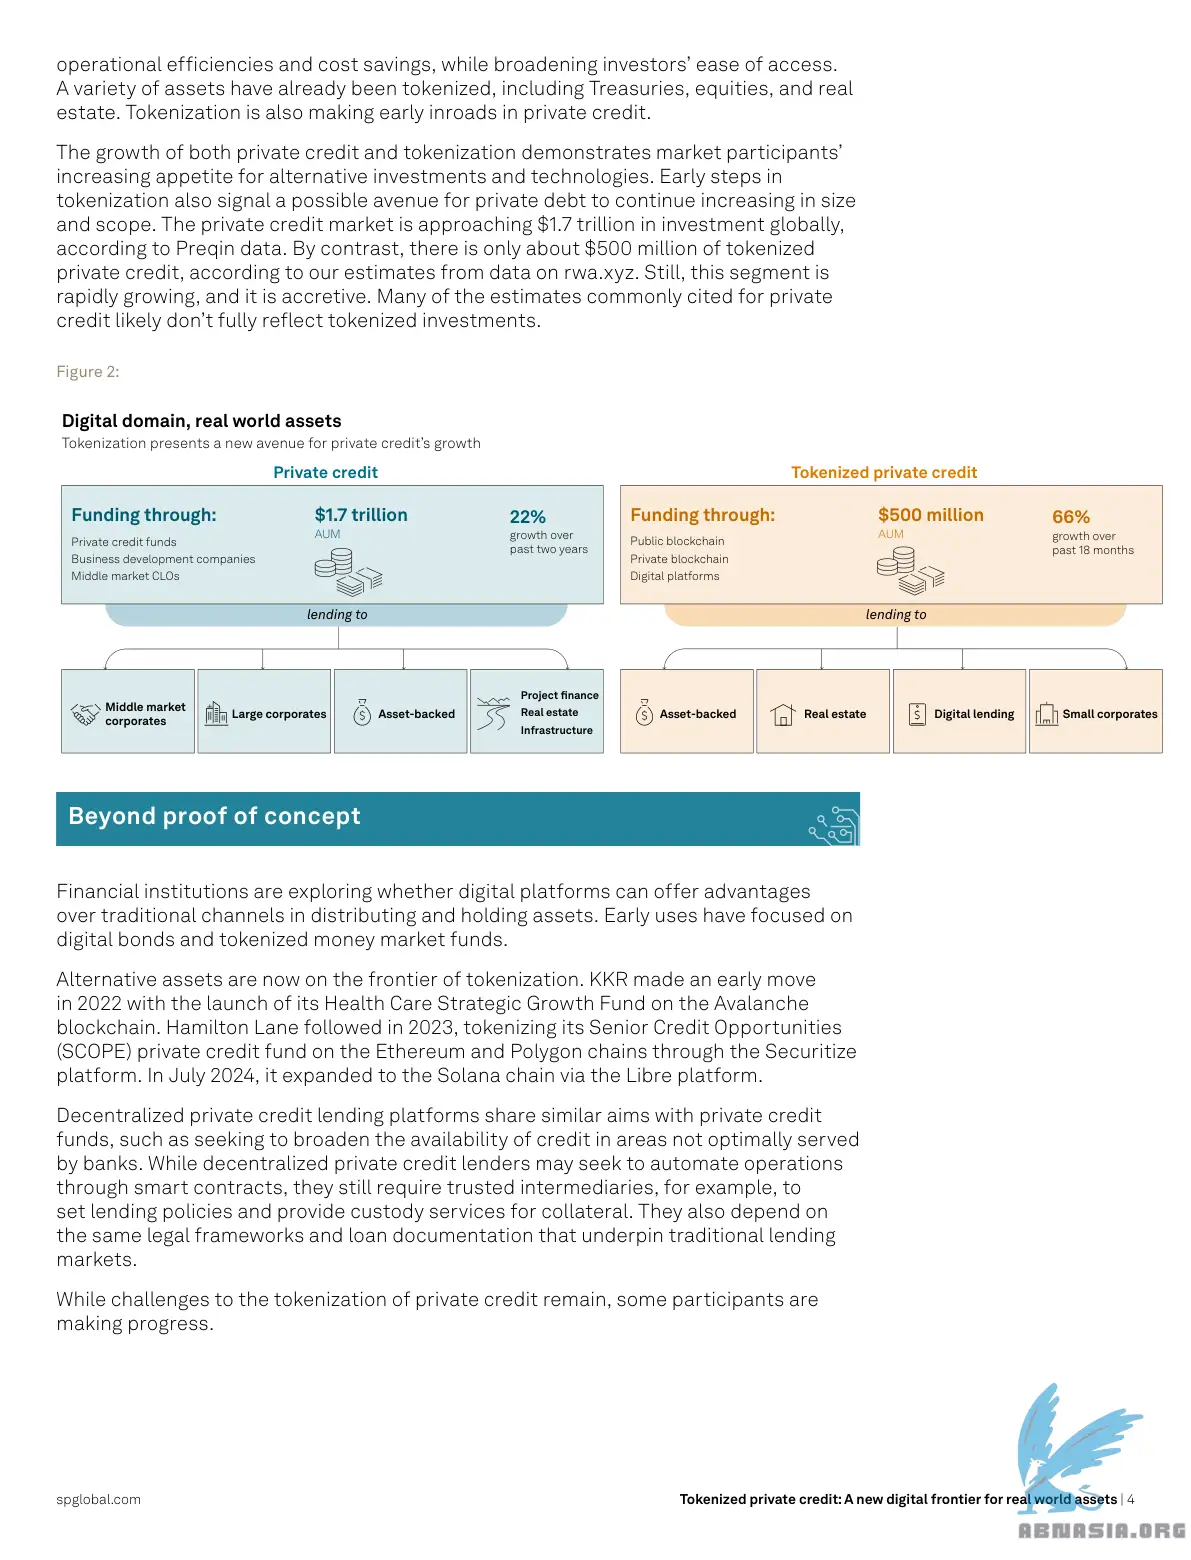 operational efficiencies and cost savings, while broadening investors’ ease of access.
A variety of assets have already been tokenized, including Treasuries, equities, and real
estate. Tokenization is also making early inroads in private credit.
The growth of both private credit and tokenization demonstrates market participants’
increasing appetite for alternative investments and technologies. Early steps in
tokenization also signal a possible avenue for private debt to continue increasing in size
and scope. The private credit market is approaching $1.7 trillion in investment globally,
according to Preqin data. By contrast, there is only about $500 million of tokenized
private credit, according to our estimates from data on rwa.xyz. Still, this segment is
rapidly growing, and it is accretive. Many of the estimates commonly cited for private
credit likely don’t fully reflect tokenized investments.
Figure 2:
Digital domain, real world assets
Tokenization presents a new avenue for private credit’s growth
Private credit
Funding through:
Private credit funds
Business development companies
Middle market CLOs
$1.7 trillion
AUM
22%
growth over
past two years
lending to
Middle market
corporates
Large corporates
Asset-backed
Project finance
Real estate
Infrastructure
Tokenized private credit
Funding through:
Public blockchain
Private blockchain
Digital platforms
$500 million
AUM
66%
growth over
past 18 months
lending to
Asset-backed
Real estate
Digital lending
Small corporates
Beyond proof of concept
Financial institutions are exploring whether digital platforms can offer advantages
over traditional channels in distributing and holding assets. Early uses have focused on
digital bonds and tokenized money market funds.
Alternative assets are now on the frontier of tokenization. KKR made an early move
in 2022 with the launch of its Health Care Strategic Growth Fund on the Avalanche
blockchain. Hamilton Lane followed in 2023, tokenizing its Senior Credit Opportunities
(SCOPE) private credit fund on the Ethereum and Polygon chains through the Securitize
platform. In July 2024, it expanded to the Solana chain via the Libre platform.
Decentralized private credit lending platforms share similar aims with private credit
funds, such as seeking to broaden the availability of credit in areas not optimally served
by banks. While decentralized private credit lenders may seek to automate operations
through smart contracts, they still require trusted intermediaries, for example, to
set lending policies and provide custody services for collateral. They also depend on
the same legal frameworks and loan documentation that underpin traditional lending
markets.
While challenges to the tokenization of private credit remain, some participants are
making progress.
spglobal.com
Tokenized private credit: A new digital frontier for real world assets | 4
ABNASIA.ORG